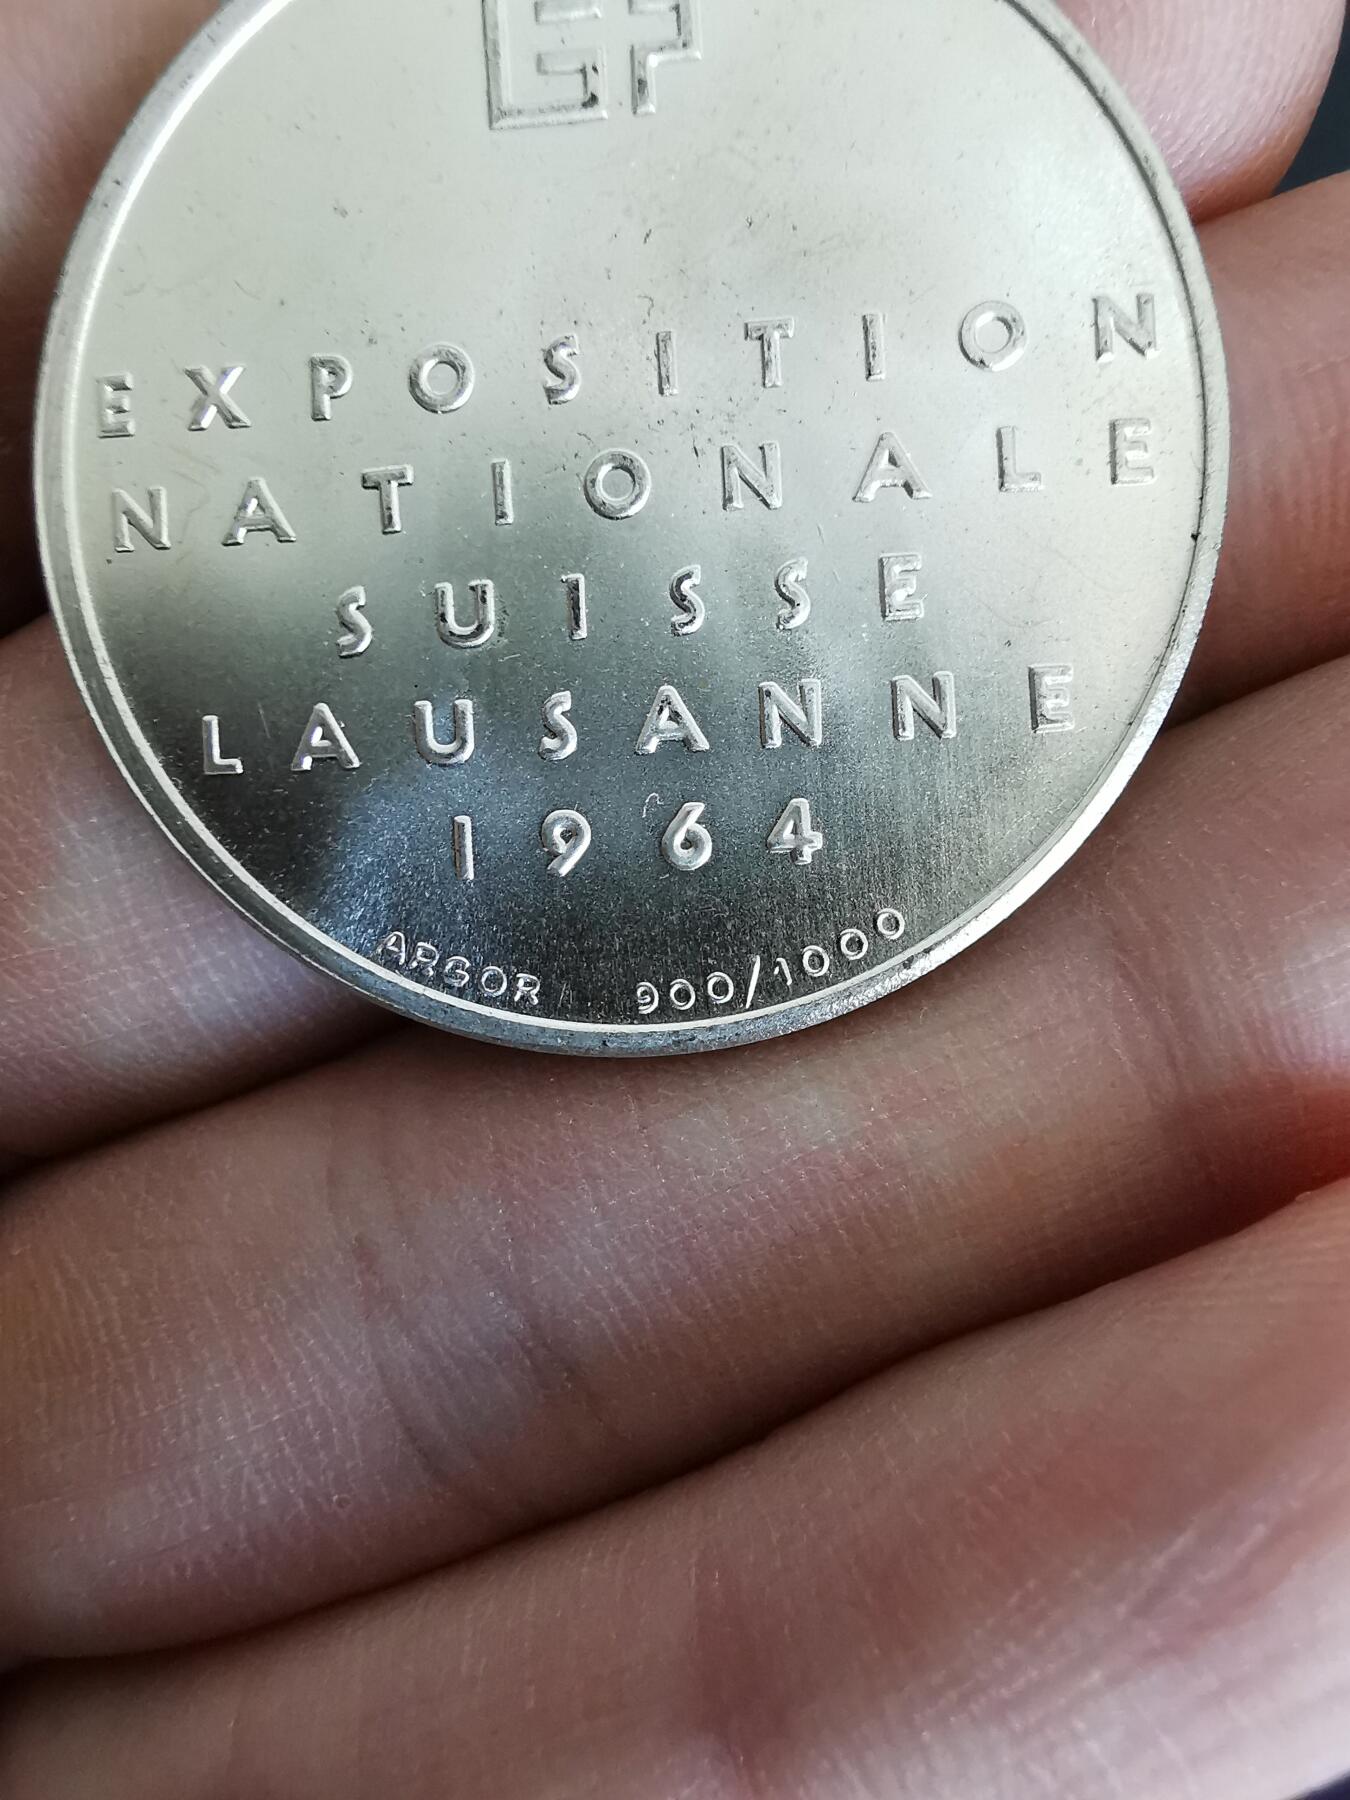 EXPOSITION
NATIONALE
SUISSE
LAUSANNE
1964
ARGOR 900/1000